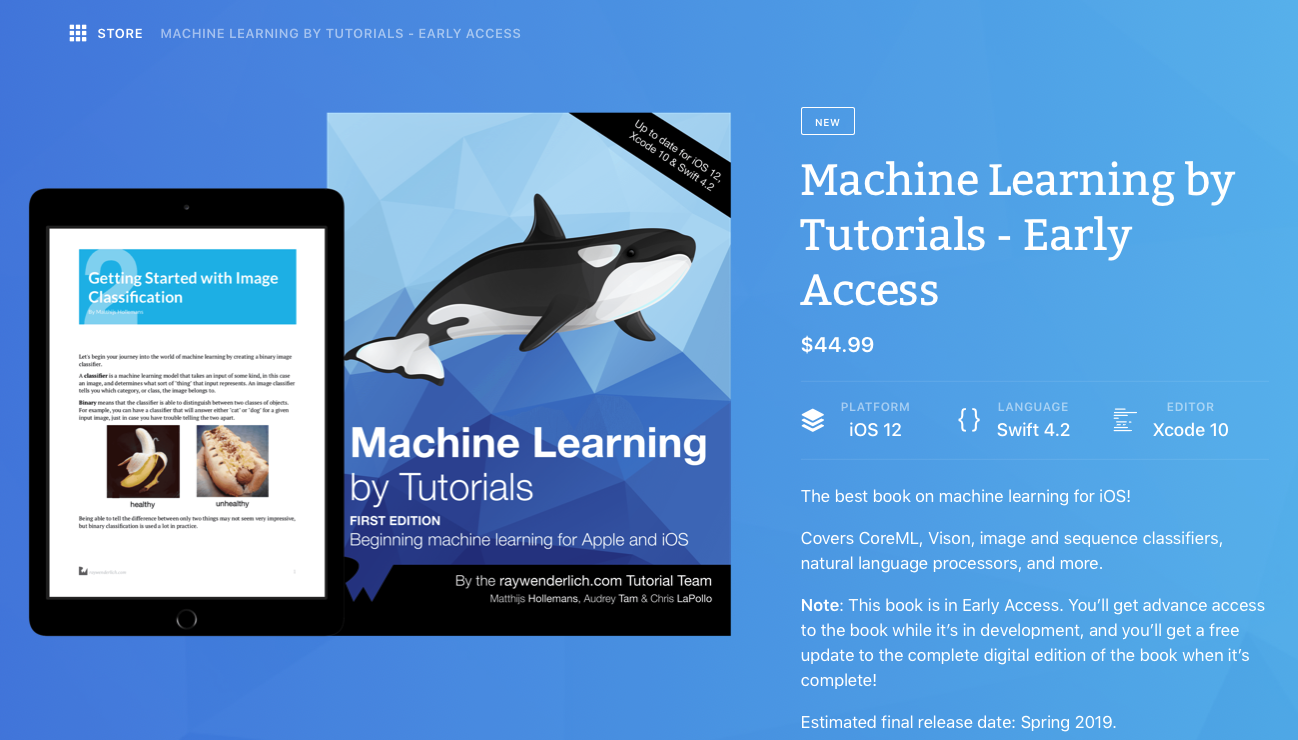 STORE MACHINE LEARNING BY TUTORIALS - EARLY ACCESS
Up to date for iOS 12,
Xcode 10 & Swift 4.2
2
Getting Started with Image
Classification
By Matthijs Hollemans
Let's begin your journey into the world of machine learning by creating a binary image
classifier.
A classifier is a machine learning model that takes an input of some kind, in this case
an image, and determines what sort of "thing" that input represents. An image classifier
tells you which category, or class, the image belongs to.
Binary means that the classifier is able to distinguish between two classes of objects.
For example, you can have a classifier that will answer either "cat" or "dog" for a given
input image, just in case you have trouble telling the two apart.
healthy
unhealthy
Being able to tell the difference between only two things may not seem very impressive,
but binary classification is used a lot in practice.
raywenderlich.com
Machine Learning
by Tutorials
FIRST EDITION
Beginning machine learning for Apple and iOS
By the raywenderlich.com Tutorial Team
Matthijs Hollemans, Audrey Tam & Chris LaPollo
NEW
Machine Learning by
Tutorials - Early
Access
$44.99
PLATFORM
iOS 12
LANGUAGE
Swift 4.2
EDITOR
Xcode 10
The best book on machine learning for iOS!
Covers CoreML, Vison, image and sequence classifiers,
natural language processors, and more.
Note: This book is in Early Access. You’ll get advance access
to the book while it’s in development, and you’ll get a free
update to the complete digital edition of the book when it’s
complete!
Estimated final release date: Spring 2019.